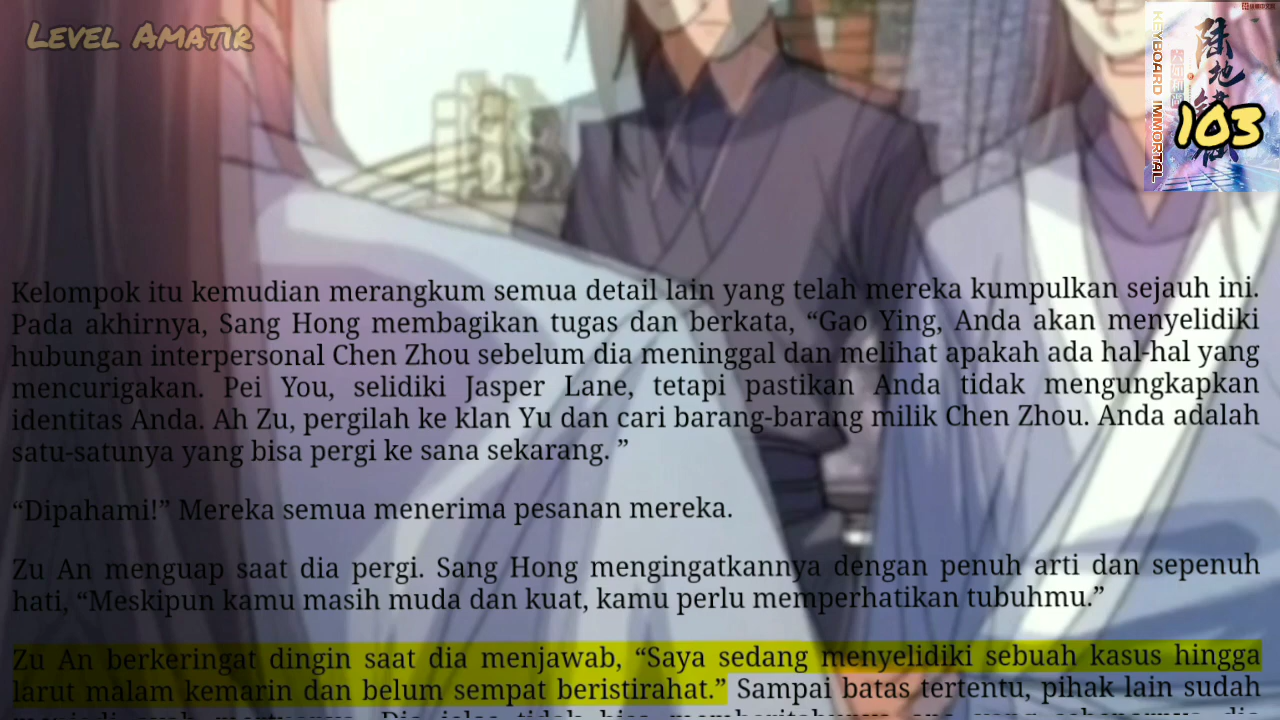 Level Amatir
KEYBOARD IMMORTAL
陆地
103
Kelompok itu kemudian merangkum semua detail lain yang telah mereka kumpulkan sejauh ini.
Pada akhirnya, Sang Hong membagikan tugas dan berkata, “Gao Ying, Anda akan menyelidiki
hubungan interpersonal Chen Zhou sebelum dia meninggal dan melihat apakah ada hal-hal yang
mencurigakan. Pei You, selidiki Jasper Lane, tetapi pastikan Anda tidak mengungkapkan
identitas Anda. Ah Zu, pergilah ke klan Yu dan cari barang-barang milik Chen Zhou. Anda adalah
satu-satunya yang bisa pergi ke sana sekarang. ”
“Dipahami!” Mereka semua menerima pesanan mereka.
Zu An menguap saat dia pergi. Sang Hong mengingatkannya dengan penuh arti dan sepenuh
hati, “Meskipun kamu masih muda dan kuat, kamu perlu memperhatikan tubuhmu.”
Zu An berkeringat dingin saat dia menjawab, “Saya sedang menyelidiki sebuah kasus hingga
larut malam kemarin dan belum sempat beristirahat.” Sampai batas tertentu, pihak lain sudah